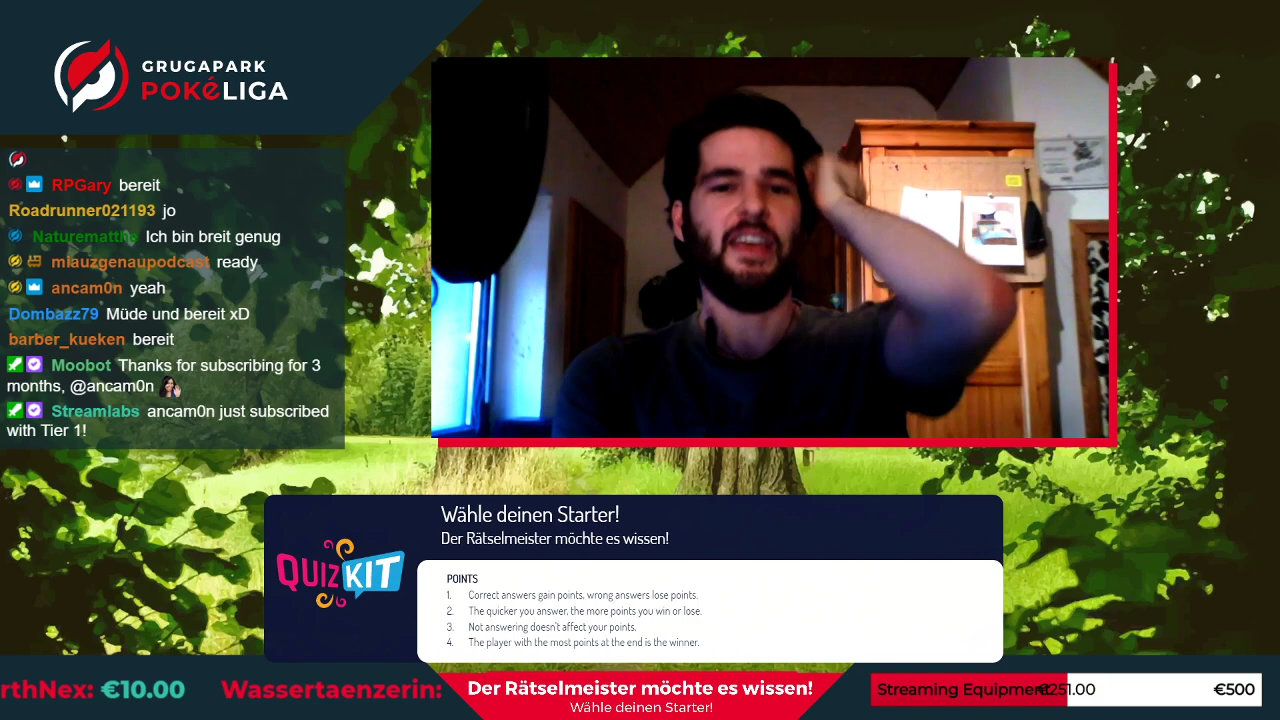 GRUGAPARK
POKéLIGA
RPGary bereit
Roadrunner021193 jo
Naturematthe Ich bin breit genug
miauzgenaupodcast ready
ancam0n yeah
Dombazz79 Müde und bereit xD
barber_kueken bereit
Moobot Thanks for subscribing for 3
months, @ancam0n
Streamlabs ancam0n just subscribed
with Tier 1!
Wähle deinen Starter!
Der Rätselmeister möchte es wissen!
QUIZKIT
POINTS
1. Correct answers gain points, wrong answers lose points.
2. The quicker you answer, the more points you win or lose.
3. Not answering doesn't affect your points.
4. The player with the most points at the end is the winner.
rthNex: €10.00 Wassertaenzerin:
Der Rätselmeister möchte es wissen!
Wähle deinen Starter!
Streaming Equipment €251.00 €500